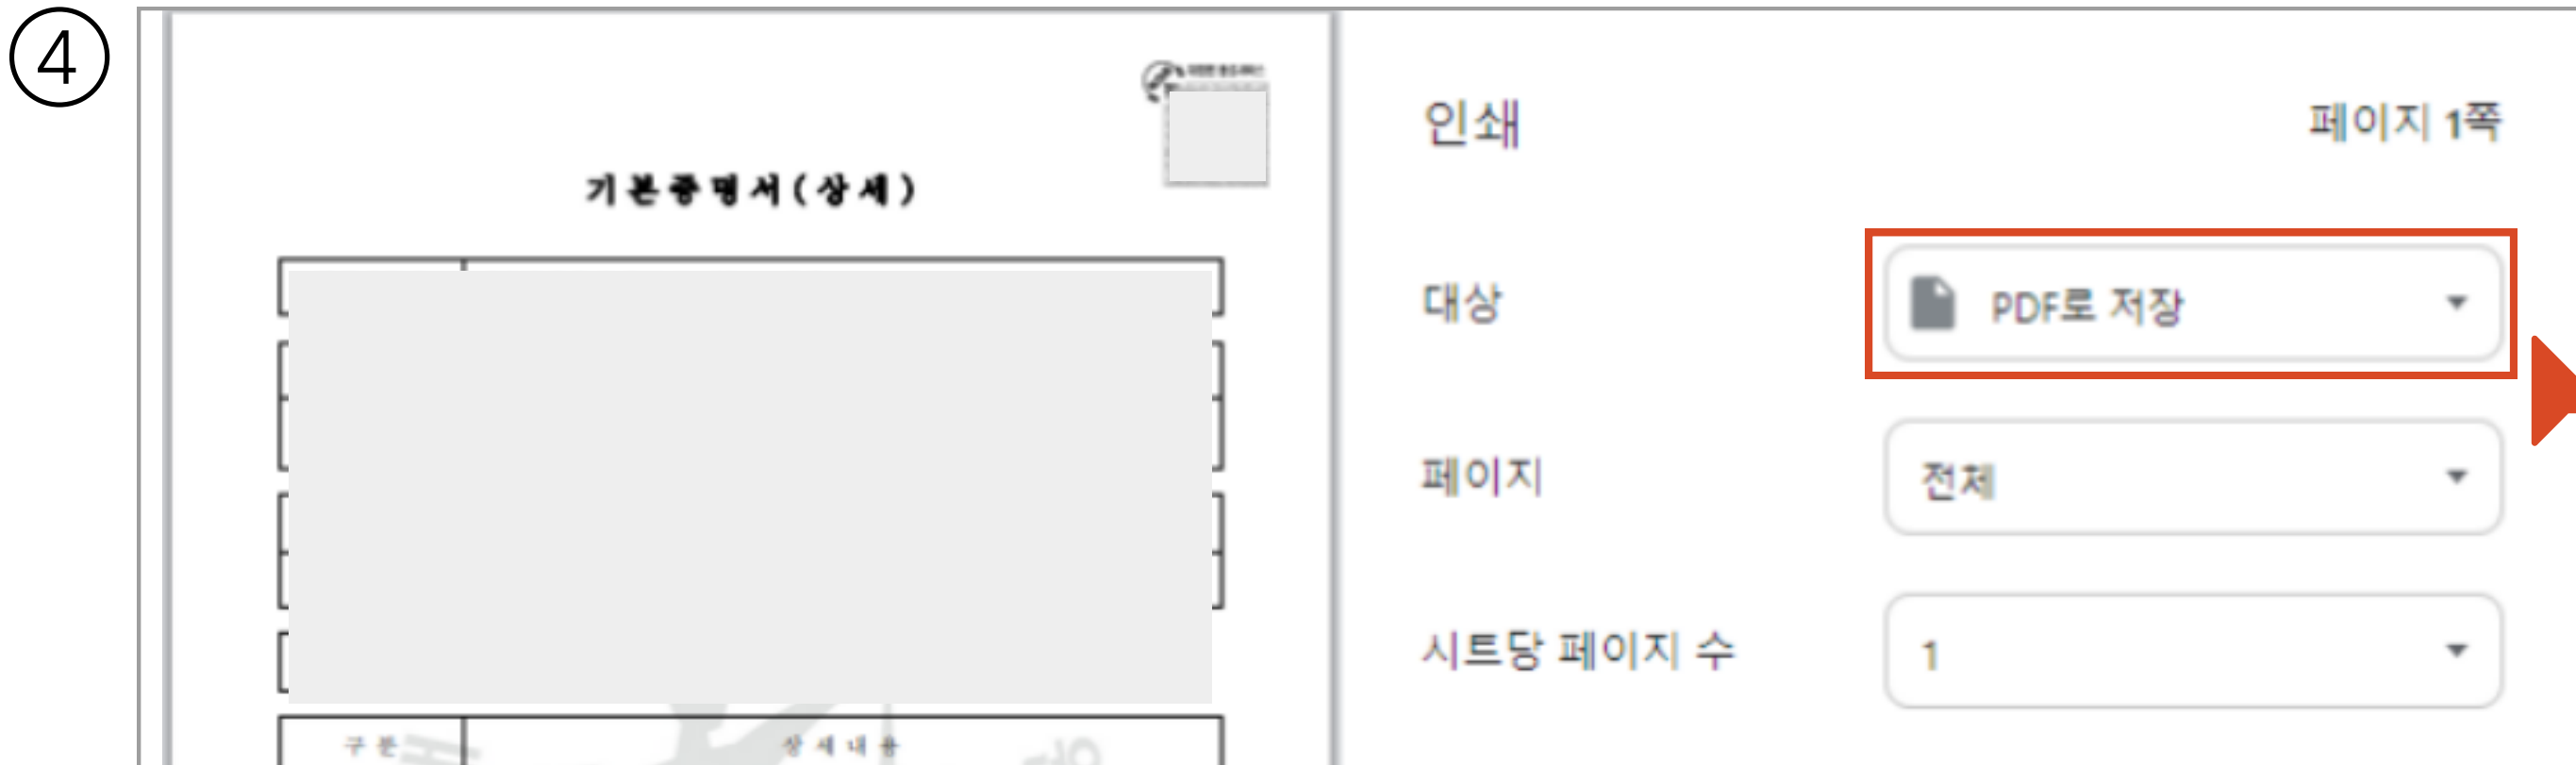 ④
기본증명서(상세)
구분 상세내용
인쇄 페이지 1쪽
대상 PDF로 저장
페이지 전체
시트당 페이지 수 1